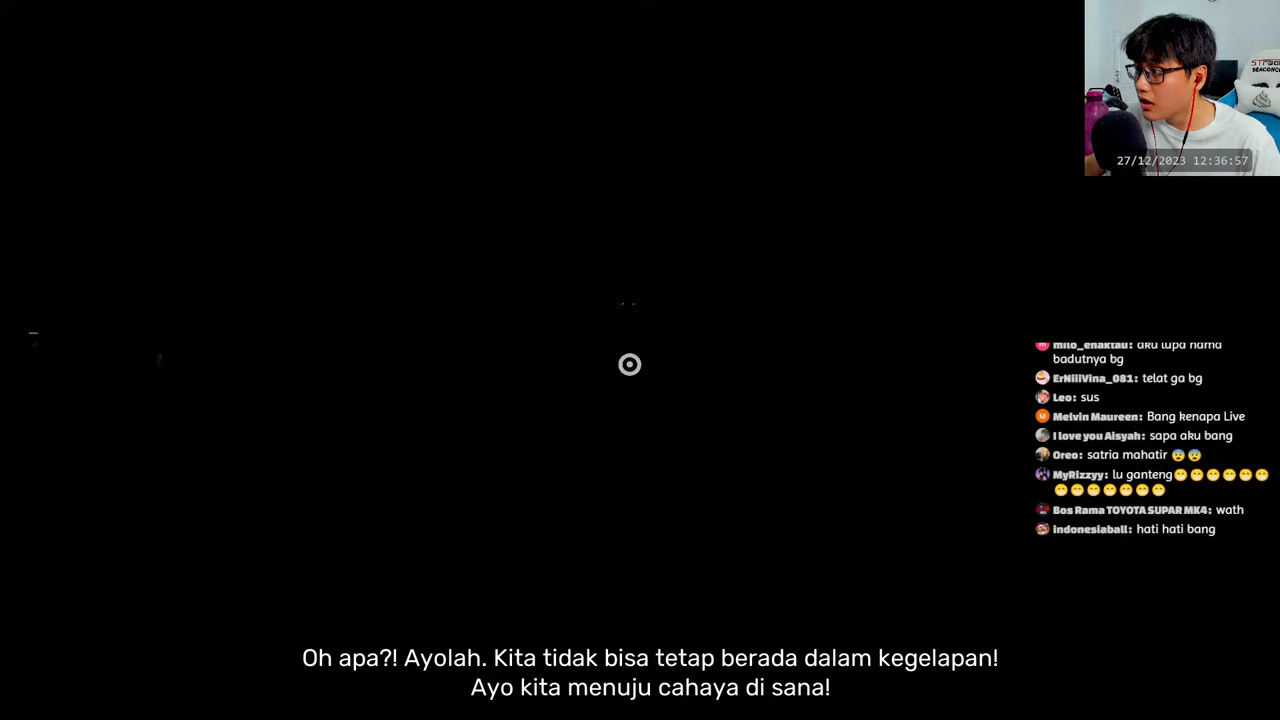 27/12/2023 12:36:57
milo_enaktau: aku lupa nama
badutnya bg
ErNiiiVina_081: telat ga bg
Leo: sus
Melvin Maureen: Bang kenapa Live
I love you Aisyah: sapa aku bang
Oreo: satria mahatir 😨😨
MyRizzyy: lu ganteng😁😁😁😁😁😁
😁😁😁😁😁😁😁
Bos Rama TOYOTA SUPAR MK4: wath
indonesiaball: hati hati bang
Oh apa?! Ayolah. Kita tidak bisa tetap berada dalam kegelapan!
Ayo kita menuju cahaya di sana!